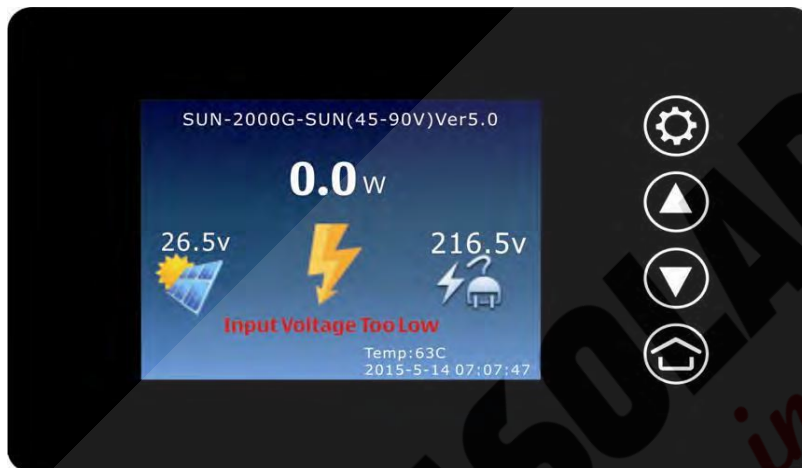 SUN-2000G-SUN(45-90V)Ver5.0
0.0 W
26.5v
216.5v
Input Voltage Too Low
Temp:63C
2015-5-14 07:07:47